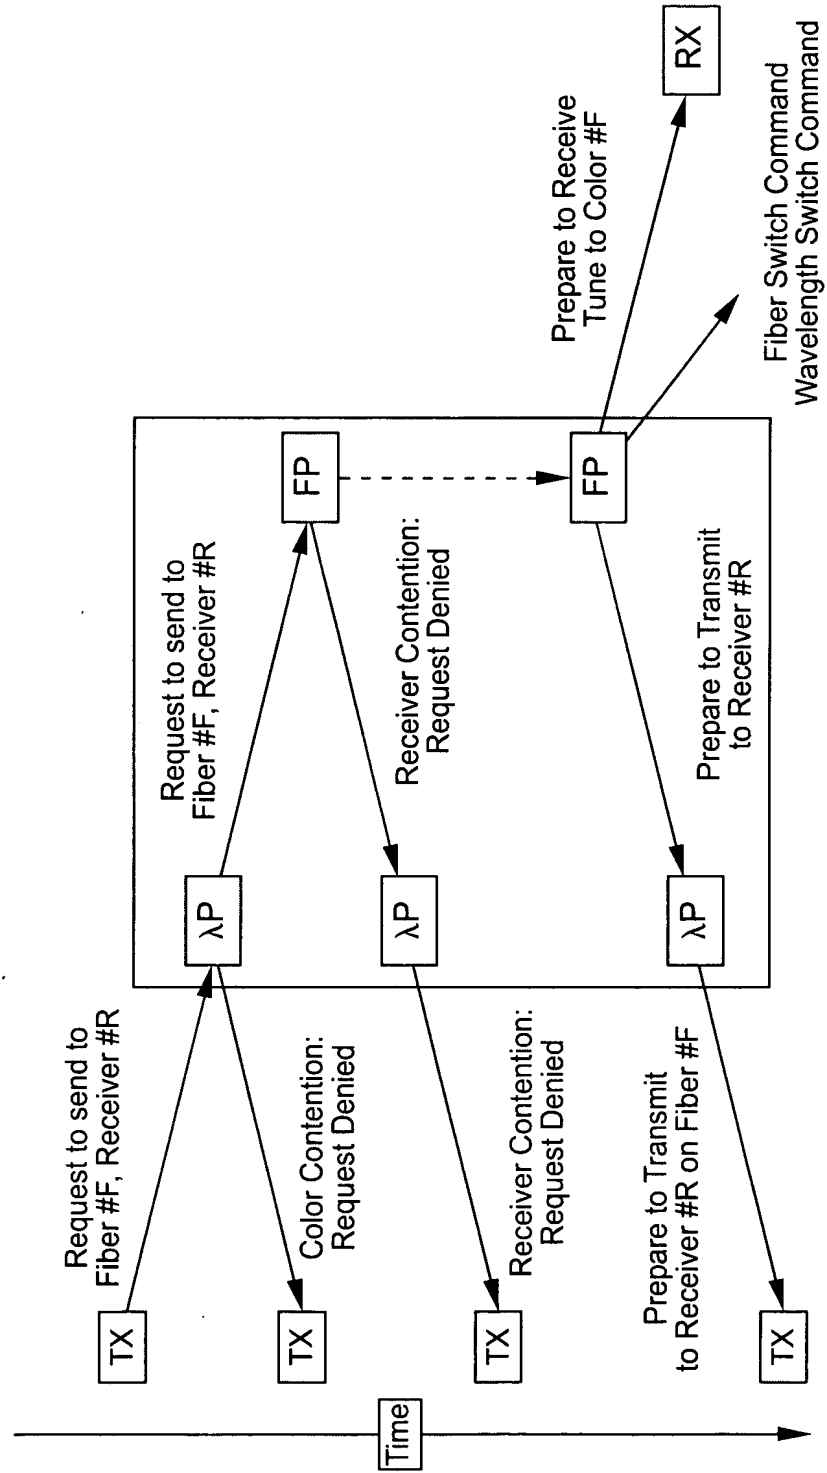 Time
TX
Request to send to
Fiber #F, Receiver #R
λP
Request to send to
Fiber #F, Receiver #R
FP
TX
Color Contention:
Request Denied
λP
Receiver Contention:
Request Denied
TX
Receiver Contention:
Request Denied
FP
Prepare to Receive
Tune to Color #F
RX
Fiber Switch Command
Wavelength Switch Command
Prepare to Transmit
to Receiver #R
λP
Prepare to Transmit
to Receiver #R on Fiber #F
TX